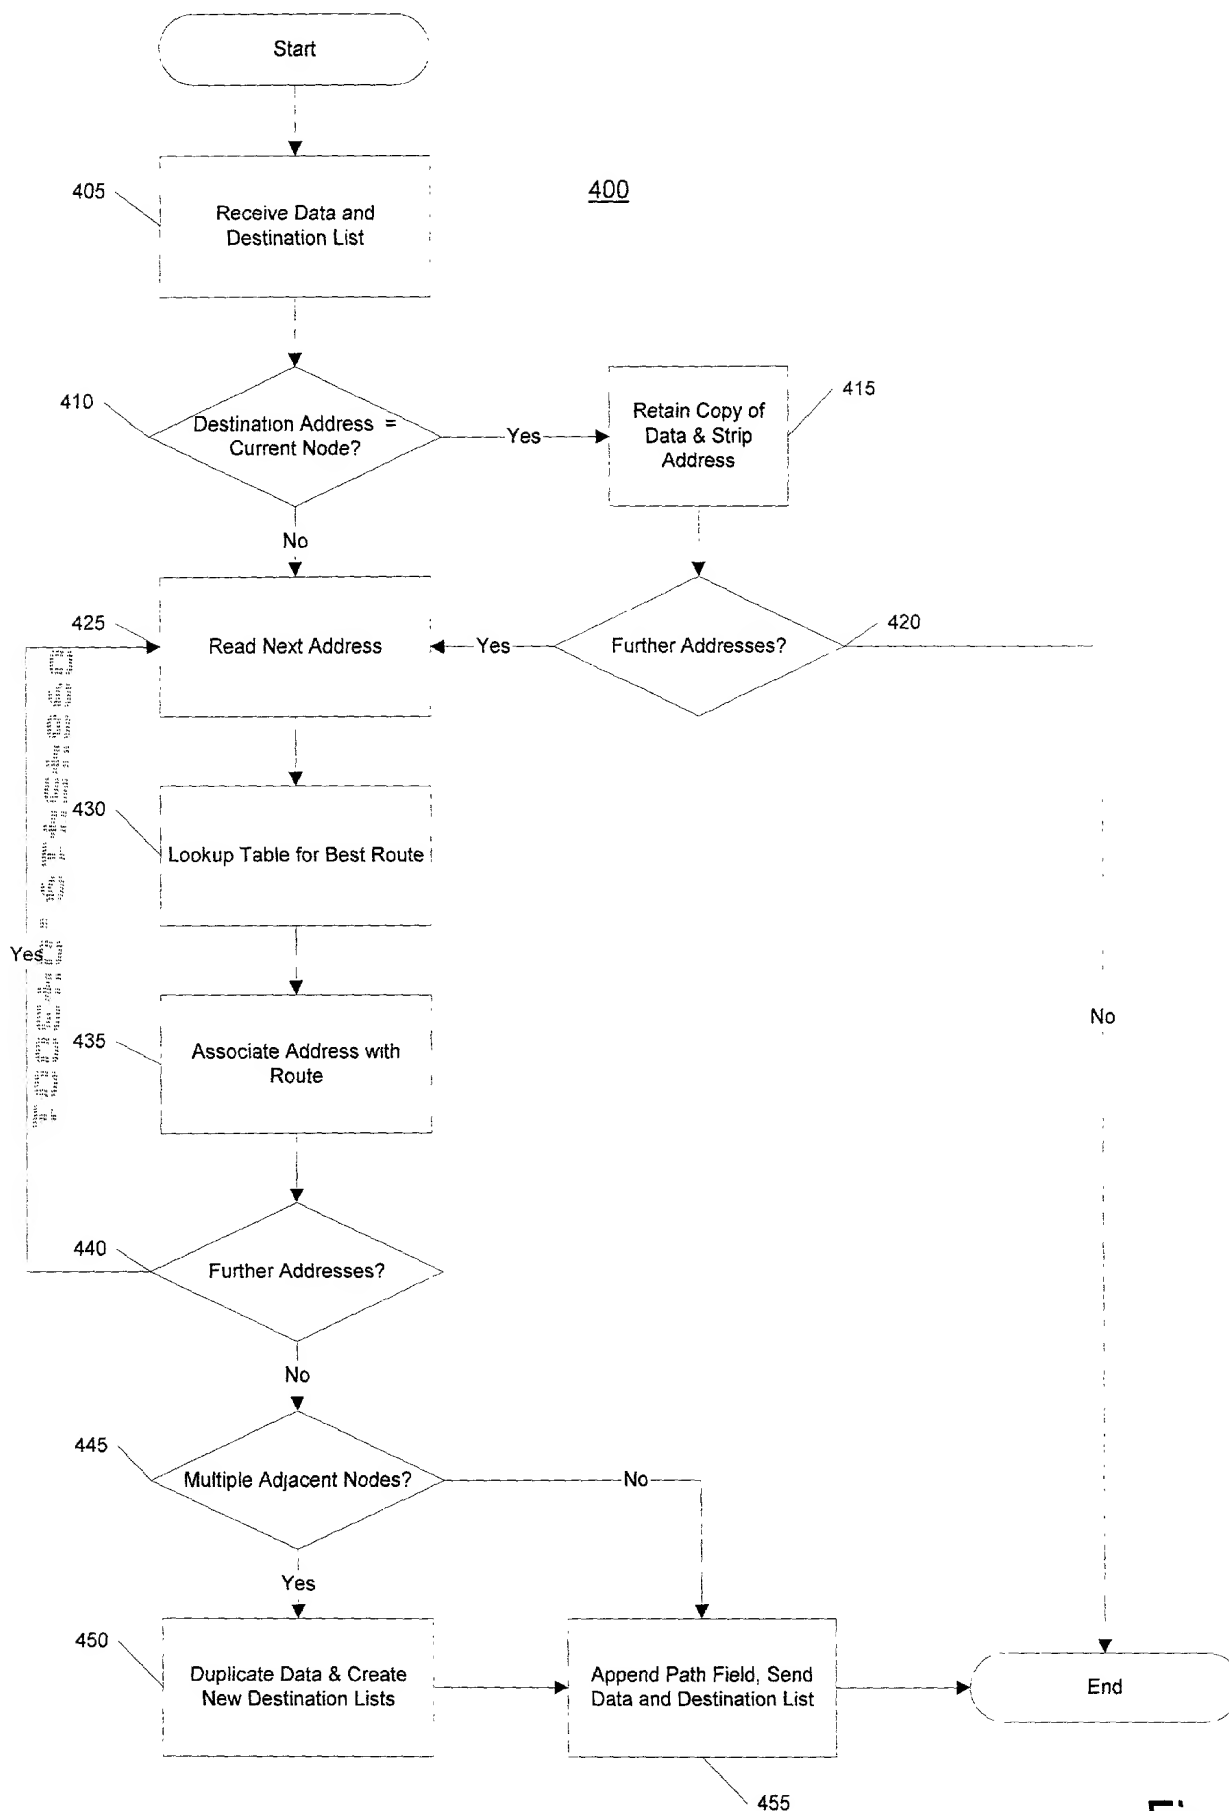 Start
405
400
Receive Data and
Destination List
410
Destination Address =
Current Node?
Yes
Retain Copy of
Data & Strip
Address
415
No
425
Read Next Address
Yes
Further Addresses?
420
430
Lookup Table for Best Route
Yes
No
435
Associate Address with
Route
440
Further Addresses?
No
445
Multiple Adjacent Nodes?
No
Yes
450
Duplicate Data & Create
New Destination Lists
Append Path Field, Send
Data and Destination List
End
455